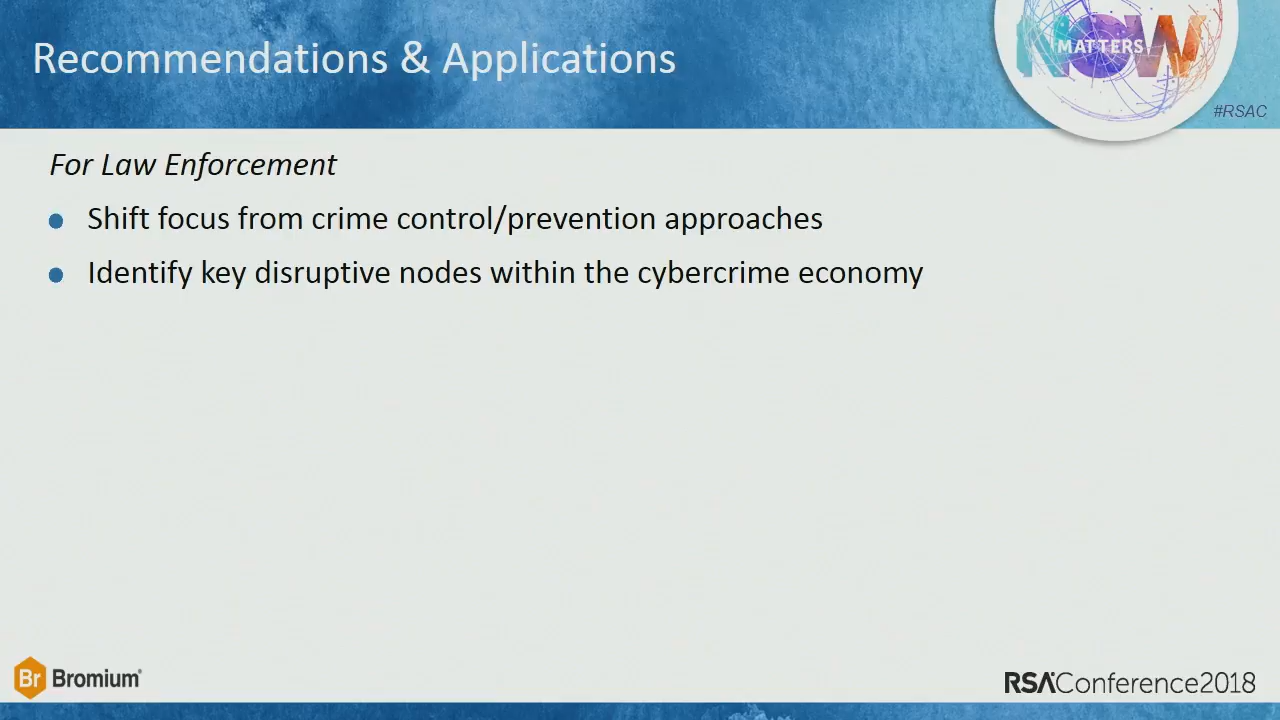 Recommendations & Applications
NOW
MATTERS
#RSAC
For Law Enforcement
Shift focus from crime control/prevention approaches
Identify key disruptive nodes within the cybercrime economy
Br Bromium
RSAConference2018